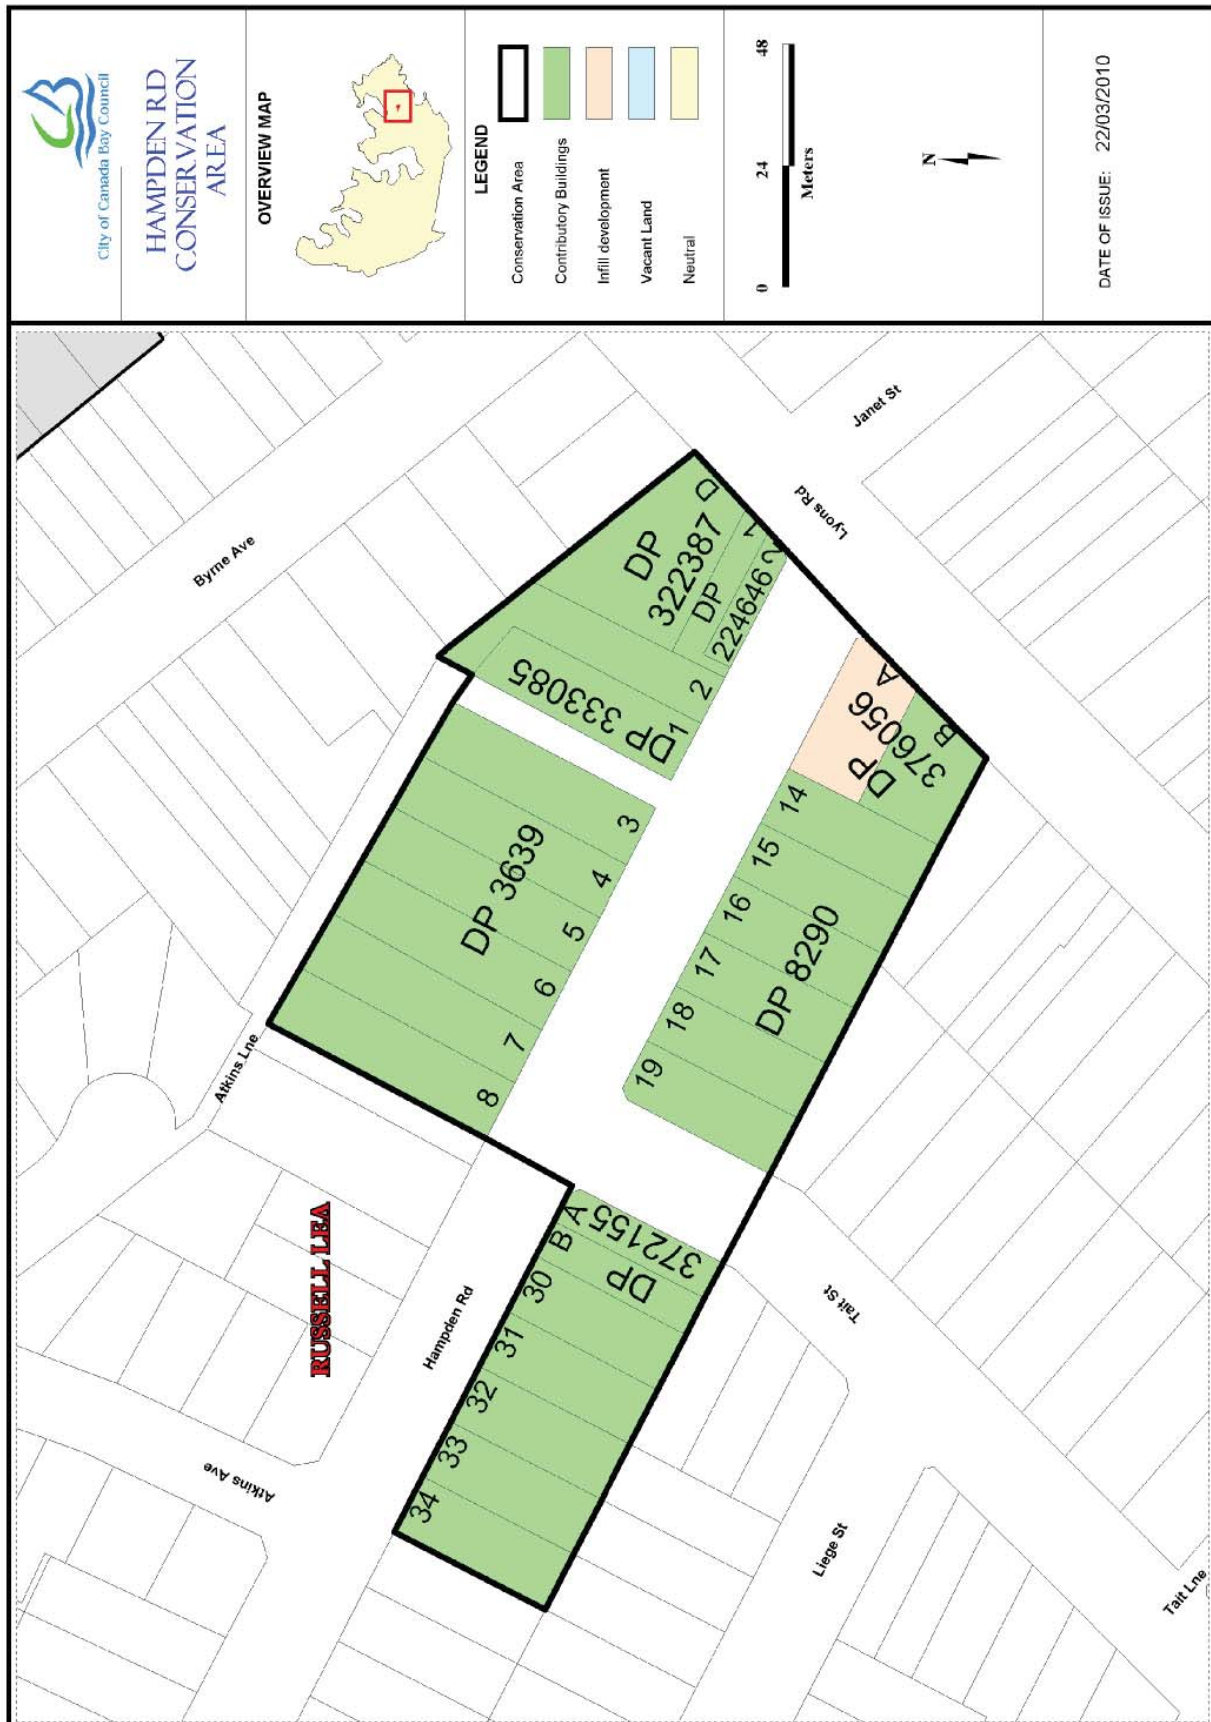 City of Canada Bay Council
HAMPDEN RD
CONSERVATION
AREA
OVERVIEW MAP
LEGEND
Conservation Area
Contributory Buildings
Infill development
Vacant Land
Neutral
0 24 48
Meters
N
DATE OF ISSUE: 22/03/2010
Byrne Ave
Janet St
Lyons Rd
Atkins Lne
RUSSELL LEA
Hampden Rd
Atkins Ave
Tait St
Liege St
Tait Lne
DP
322387
D
DP
224646
1
2
DP 333085
1
2
DP 3639
3
4
5
6
7
8
DP
376056
A
B
DP 8290
14
15
16
17
18
19
DP
372155
A
B
30
31
32
33
34